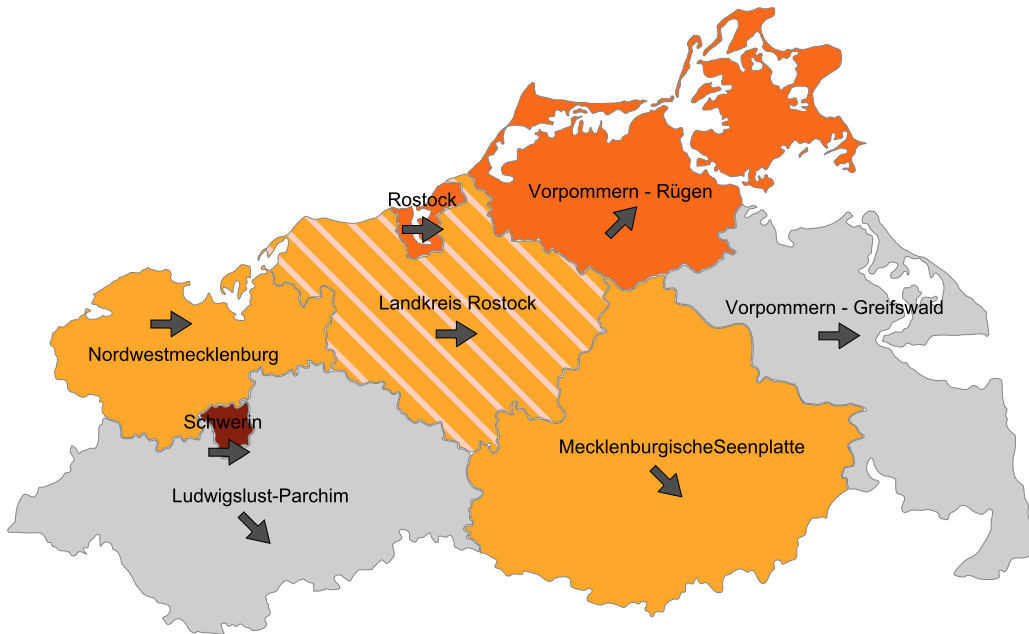 Vorpommern - Rügen
Rostock
Landkreis Rostock
Vorpommern - Greifswald
Nordwestmecklenburg
Schwerin
MecklenburgischeSeenplatte
Ludwigslust-Parchim